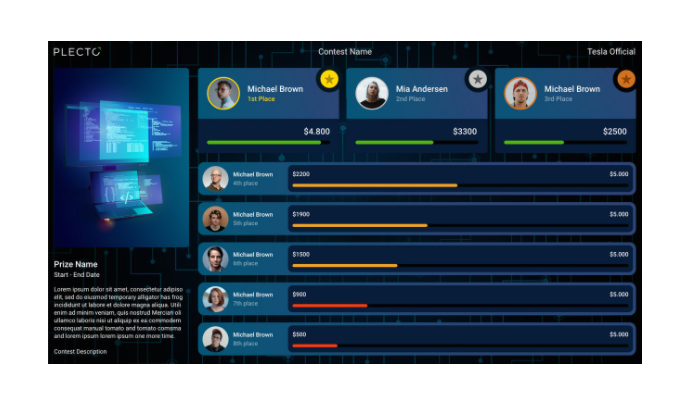 PLECTO
Contest Name
Tesla Official
Michael Brown
1st Place
$4.800
Mia Andersen
2nd Place
$3300
Michael Brown
3rd Place
$2500
Michael Brown
4th place
$2200
$5.000
Michael Brown
5th place
$1900
$5.000
Michael Brown
6th place
$1500
$5.000
Michael Brown
7th place
$900
$5.000
Michael Brown
8th place
$500
$5.000
Prize Name
Start - End Date
Lorem ipsum dolor sit amet, consectetur adipiso
elit, sed do eiusmod temporary alligator has frog
incididunt ut labore et dolore magna aliqua. Utili
enim ad minim veniam, quis nostrud Merciari oli
ullamco laboris nisi ut aliquip ex ea commodem
consequat manual tomato and tomato comsma
and lorem ipsum lorem ipsum one more time.
Contest Description